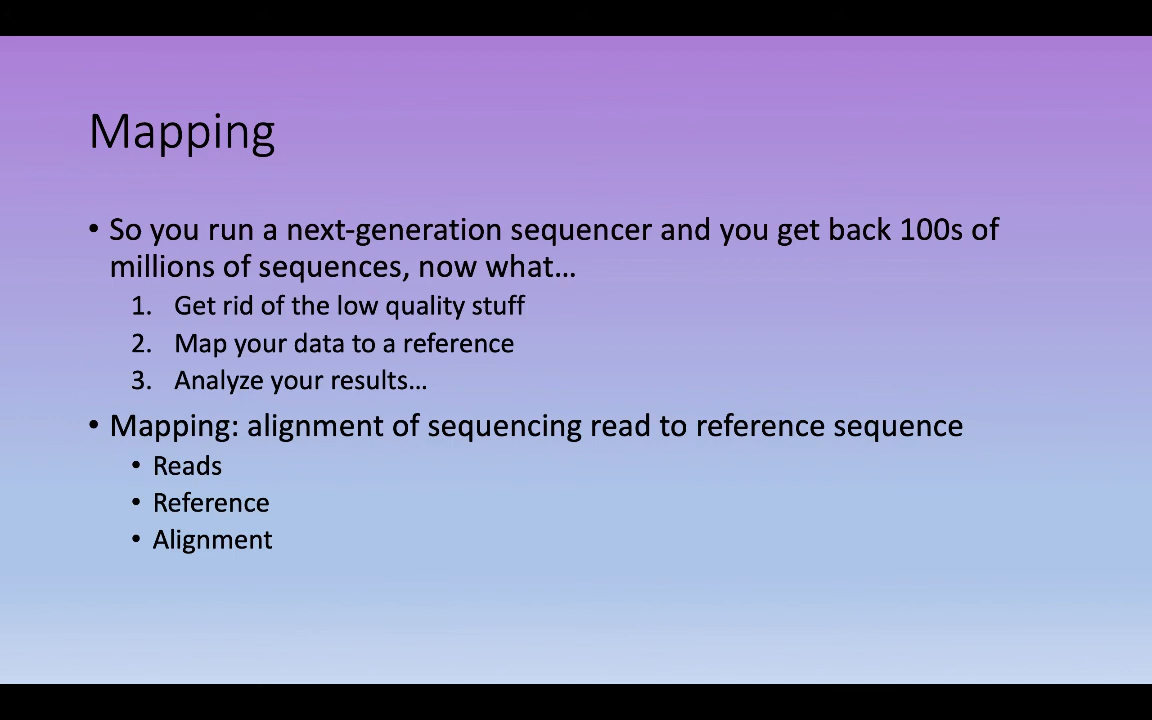 Mapping
• So you run a next-generation sequencer and you get back 100s of
millions of sequences, now what…
1. Get rid of the low quality stuff
2. Map your data to a reference
3. Analyze your results…
• Mapping: alignment of sequencing read to reference sequence
• Reads
• Reference
• Alignment